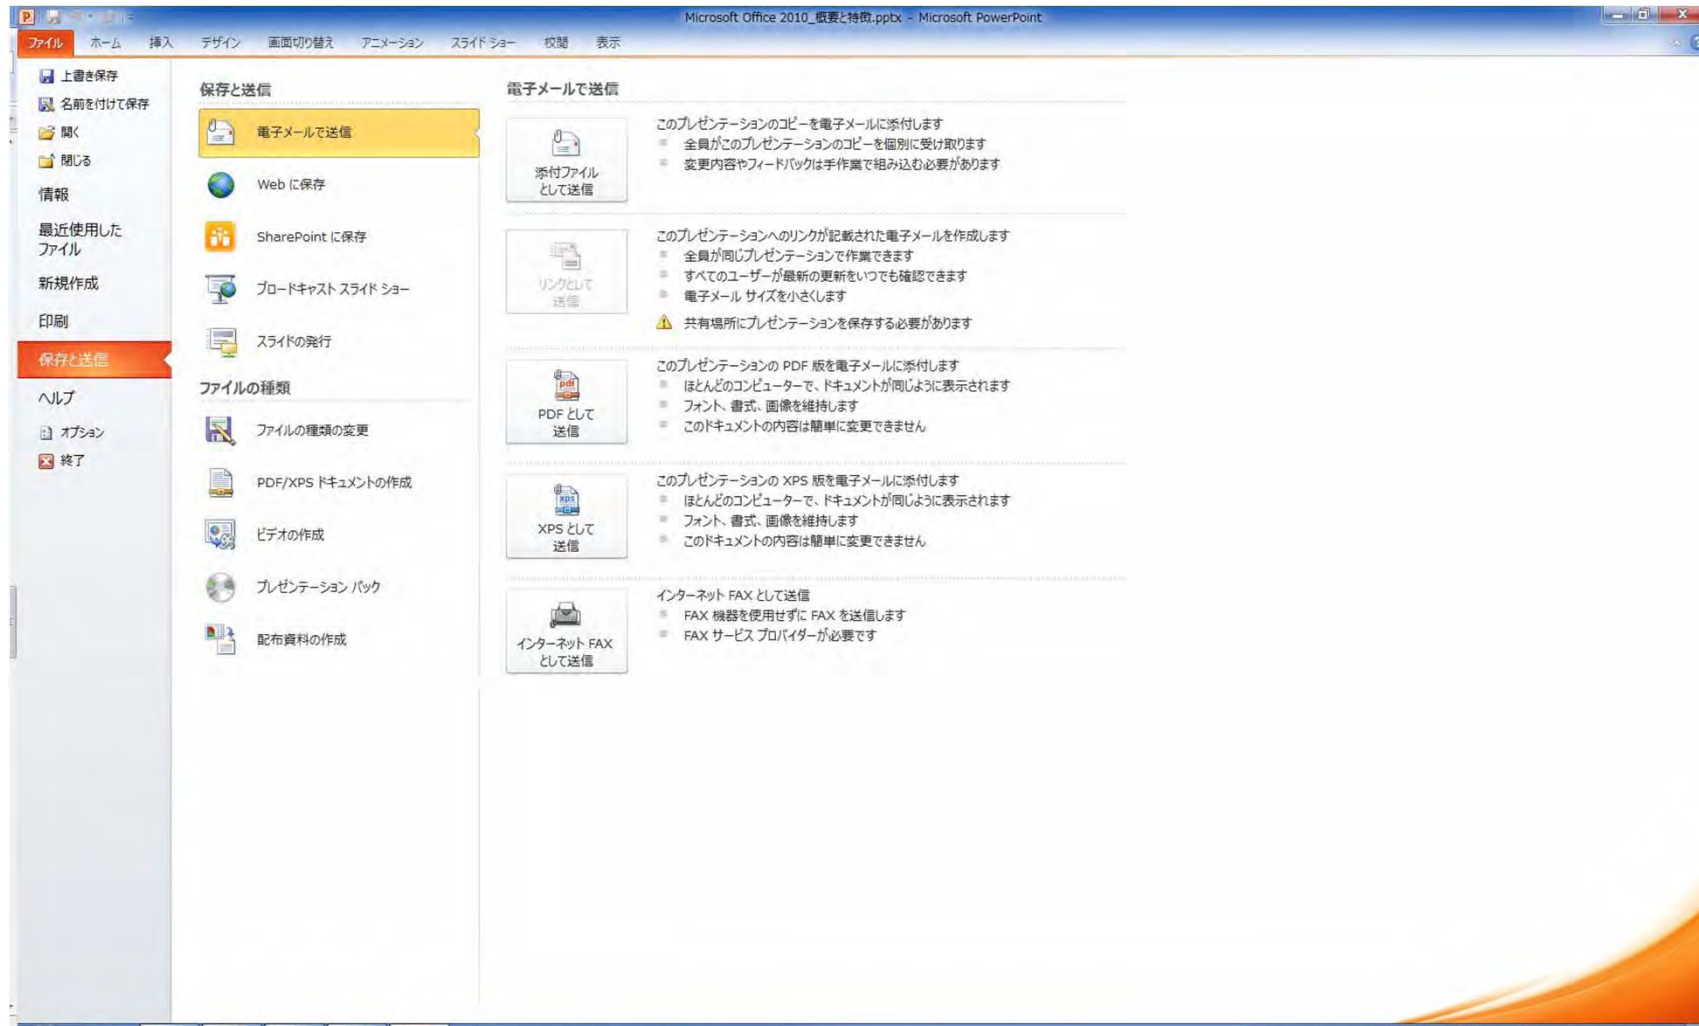 Microsoft Office 2010_概要と特徴.pptx - Microsoft PowerPoint
ファイル ホーム 挿入 デザイン 画面切り替え アニメーション スライド ショー 校閲 表示
上書き保存
名前を付けて保存
開く
閉じる
情報
最近使用した
ファイル
新規作成
印刷
保存と送信
ヘルプ
オプション
終了
保存と送信
電子メールで送信
Web に保存
SharePoint に保存
ブロードキャスト スライド ショー
スライドの発行
ファイルの種類
ファイルの種類の変更
PDF/XPS ドキュメントの作成
ビデオの作成
プレゼンテーション パック
配布資料の作成
電子メールで送信
添付ファイル
として送信
このプレゼンテーションのコピーを電子メールに添付します
全員がこのプレゼンテーションのコピーを個別に受け取ります
変更内容やフィードバックは手作業で組み込む必要があります
リンクとして
送信
このプレゼンテーションへのリンクが記載された電子メールを作成します
全員が同じプレゼンテーションで作業できます
すべてのユーザーが最新の更新をいつでも確認できます
電子メール サイズを小さくします
共有場所にプレゼンテーションを保存する必要があります
pdf
PDF として
送信
このプレゼンテーションの PDF 版を電子メールに添付します
ほとんどのコンピューターで、ドキュメントが同じように表示されます
フォント、書式、画像を維持します
このドキュメントの内容は簡単に変更できません
xps
XPS として
送信
このプレゼンテーションの XPS 版を電子メールに添付します
ほとんどのコンピューターで、ドキュメントが同じように表示されます
フォント、書式、画像を維持します
このドキュメントの内容は簡単に変更できません
インターネット FAX
として送信
インターネット FAX として送信
FAX 機器を使用せずに FAX を送信します
FAX サービス プロバイダーが必要です